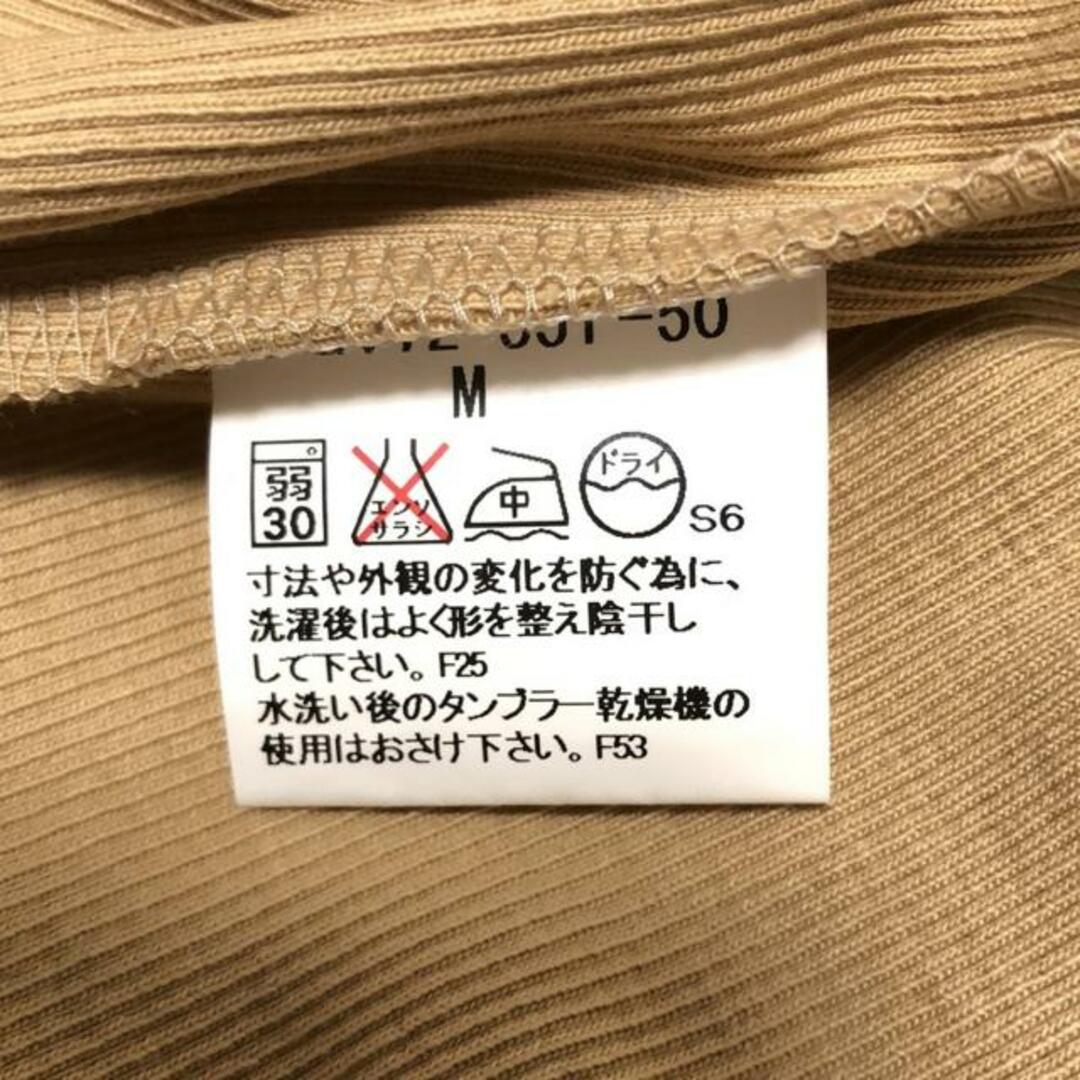 -50
M
弱
30
エンソ
サラシ
中
ドライ
S6
寸法や外観の変化を防ぐ為に、
洗濯後はよく形を整え陰干し
して下さい。F25
水洗い後のタンブラー乾燥機の
使用はおさけ下さい。F53